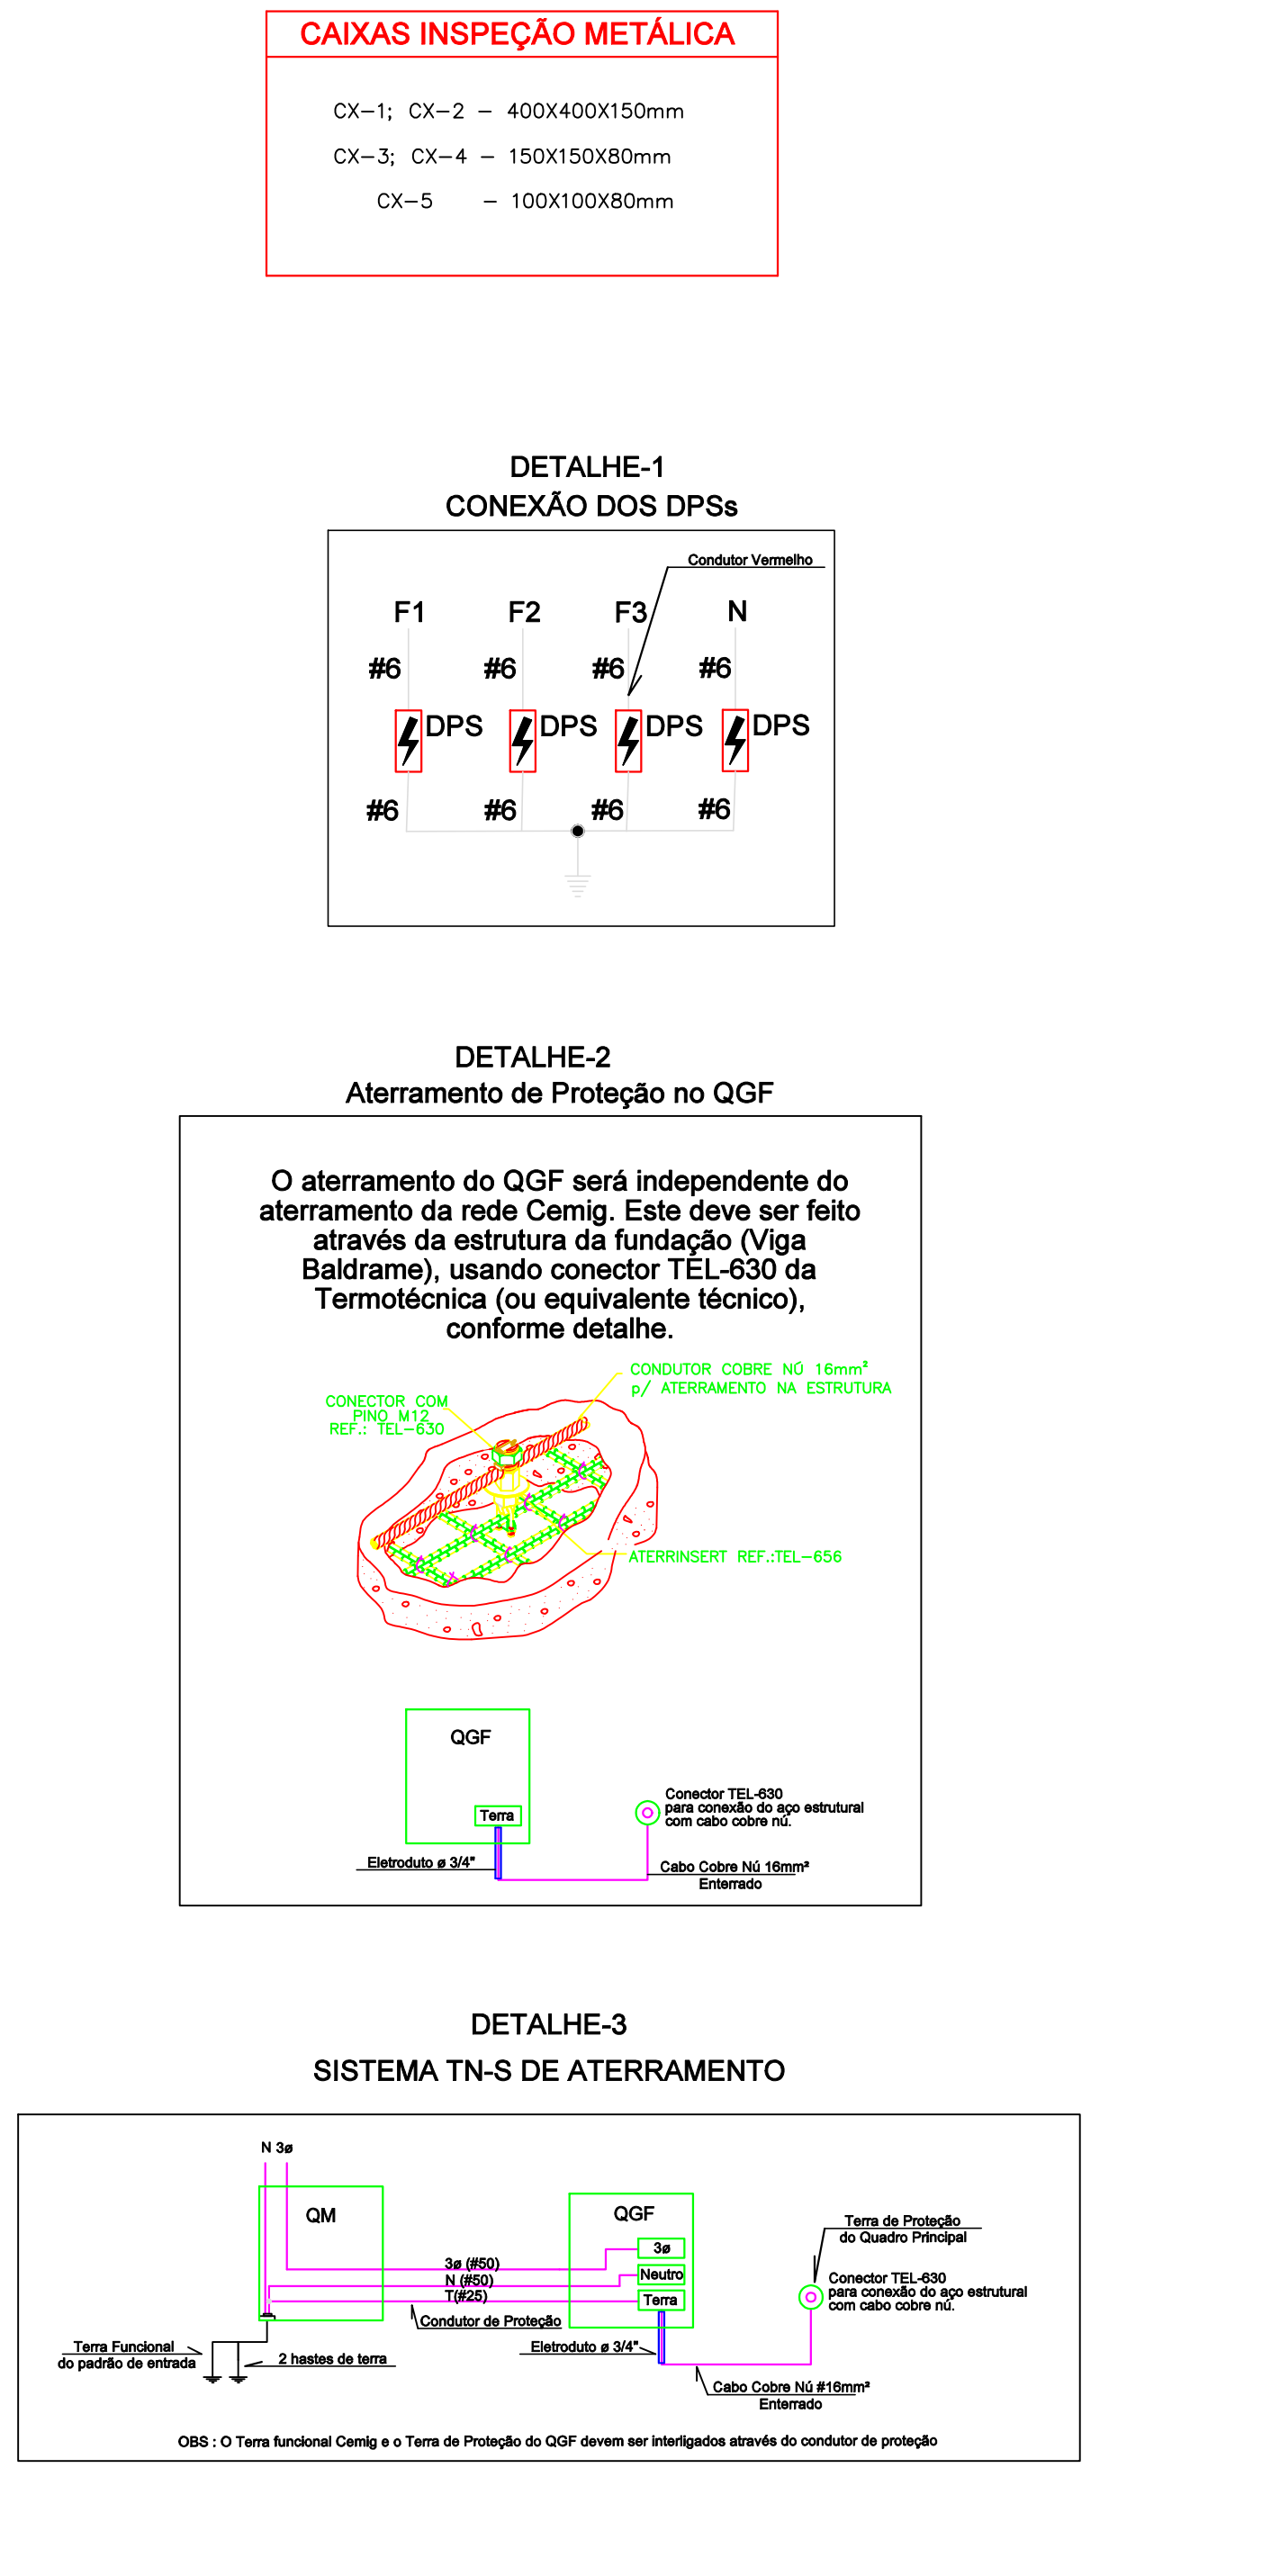 CAIXAS INSPEÇÃO METÁLICA
CX-1; CX-2 - 400X400X150mm
CX-3; CX-4 - 150X150X80mm
CX-5 - 100X100X80mm
DETALHE-1
CONEXÃO DOS DPSs
Condutor Vermelho
F1 F2 F3 N
#6 #6 #6 #6
DPS DPS DPS DPS
#6 #6 #6 #6
DETALHE-2
Aterramento de Proteção no QGF
O aterramento do QGF será independente do
aterramento da rede Cemig. Este deve ser feito
através da estrutura da fundação (Viga
Baldrame), usando conector TEL-630 da
Termotécnica (ou equivalente técnico),
conforme detalhe.
CONDUTOR COBRE NÚ 16mm²
p/ ATERRAMENTO NA ESTRUTURA
CONECTOR COM
PINO M12
REF.: TEL-630
ATERRINSERT REF.:TEL-656
QGF
Terra
Conector TEL-630
para conexão do aço estrutural
com cabo cobre nú.
Eletroduto ø 3/4"
Cabo Cobre Nú 16mm²
Enterrado
DETALHE-3
SISTEMA TN-S DE ATERRAMENTO
N 3ø
QM
QGF
3ø
Neutro
Terra
3ø (#50)
N (#50)
T(#25)
Condutor de Proteção
Terra de Proteção
do Quadro Principal
Conector TEL-630
para conexão do aço estrutural
com cabo cobre nú.
Terra Funcional
do padrão de entrada
2 hastes de terra
Eletroduto ø 3/4"
Cabo Cobre Nú #16mm²
Enterrado
OBS : O Terra funcional Cemig e o Terra de Proteção do QGF devem ser interligados através do condutor de proteção